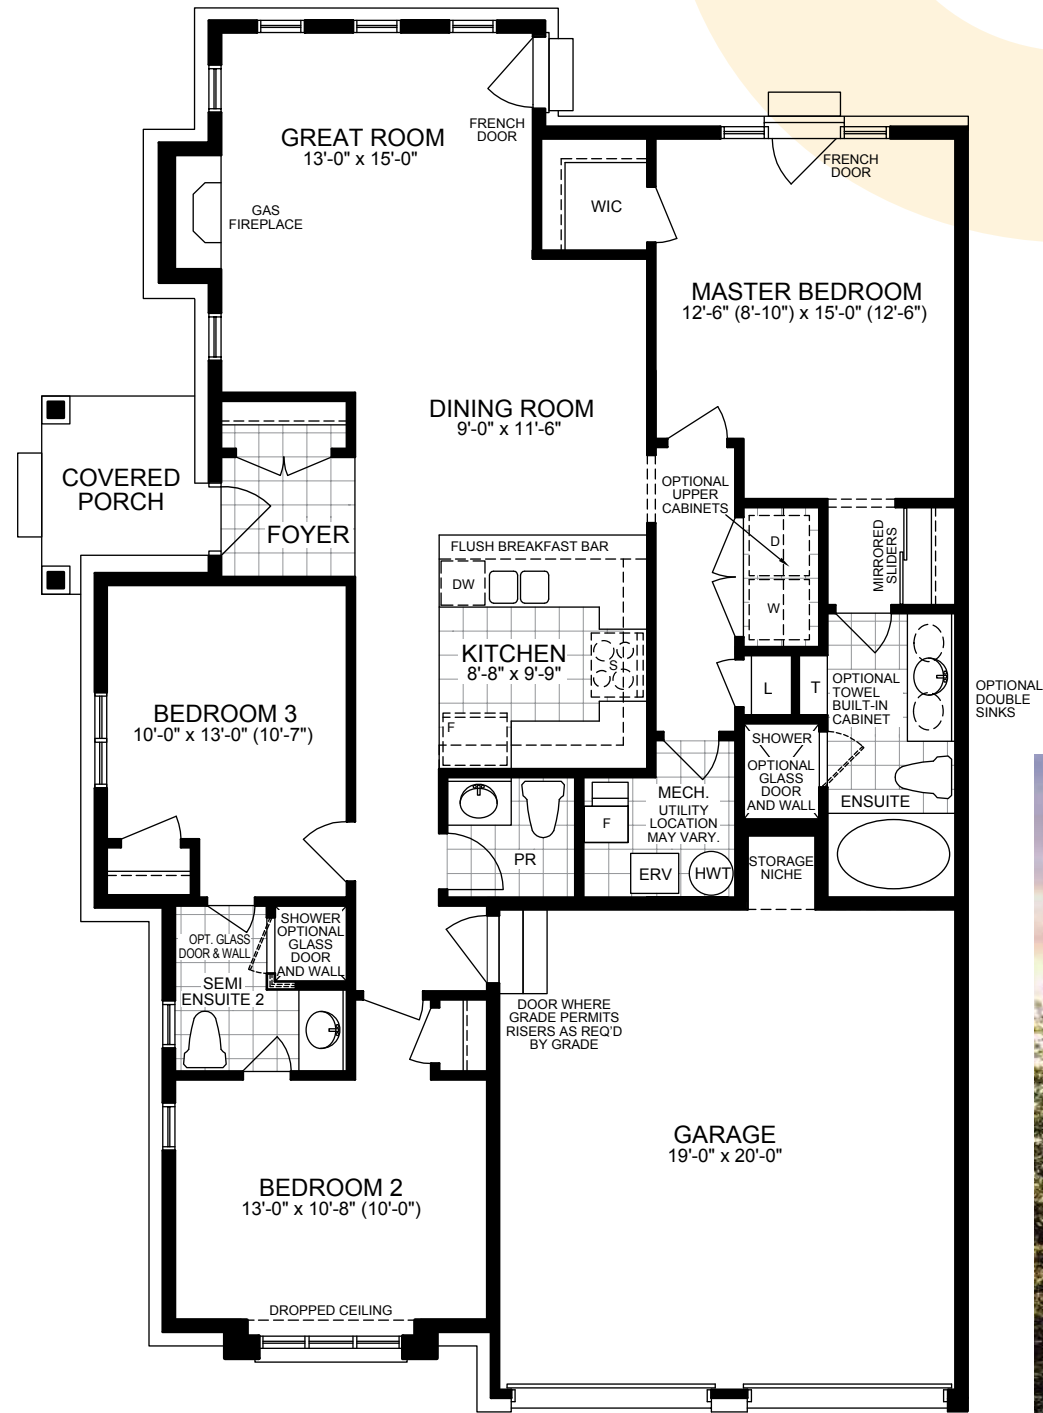 GREAT ROOM
13'-0" x 15'-0"
FRENCH
DOOR
FRENCH
DOOR
GAS
FIREPLACE
WIC
MASTER BEDROOM
12'-6" (8'-10") x 15'-0" (12'-6")
DINING ROOM
9'-0" x 11'-6"
COVERED
PORCH
FOYER
OPTIONAL
UPPER
CABINETS
D
W
MIRRORED
SLIDERS
FLUSH BREAKFAST BAR
DW
KITCHEN
8'-8" x 9'-9"
S
F
L
T
OPTIONAL
TOWEL
BUILT-IN
CABINET
OPTIONAL
DOUBLE
SINKS
BEDROOM 3
10'-0" x 13'-0" (10'-7")
SHOWER
OPTIONAL
GLASS
DOOR
AND WALL
ENSUITE
MECH.
UTILITY
LOCATION
MAY VARY.
F
ERV
HWT
PR
STORAGE
NICHE
OPT. GLASS
DOOR & WALL
SHOWER
OPTIONAL
GLASS
DOOR
AND WALL
SEMI
ENSUITE 2
DOOR WHERE
GRADE PERMITS
RISERS AS REQ'D
BY GRADE
GARAGE
19'-0" x 20'-0"
BEDROOM 2
13'-0" x 10'-8" (10'-0")
DROPPED CEILING